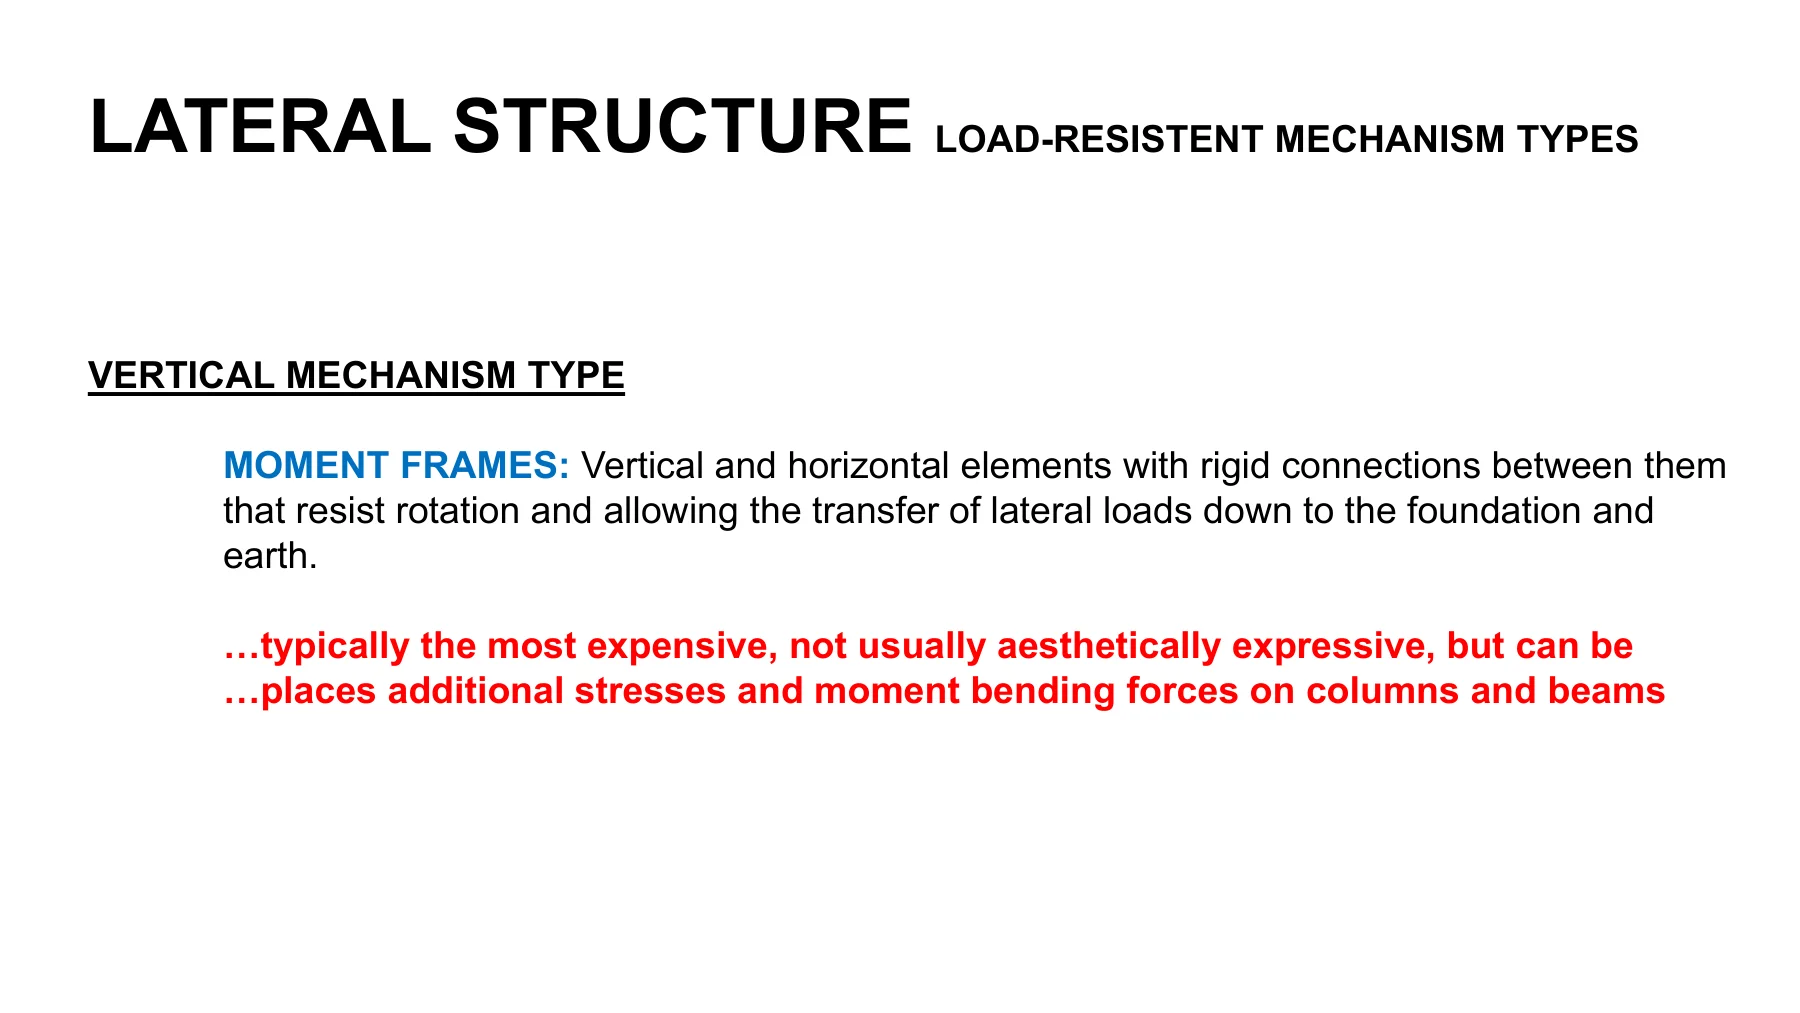 LATERAL STRUCTURE LOAD-RESISTENT MECHANISM TYPES
VERTICAL MECHANISM TYPE
MOMENT FRAMES: Vertical and horizontal elements with rigid connections between them
that resist rotation and allowing the transfer of lateral loads down to the foundation and
earth.
…typically the most expensive, not usually aesthetically expressive, but can be
…places additional stresses and moment bending forces on columns and beams